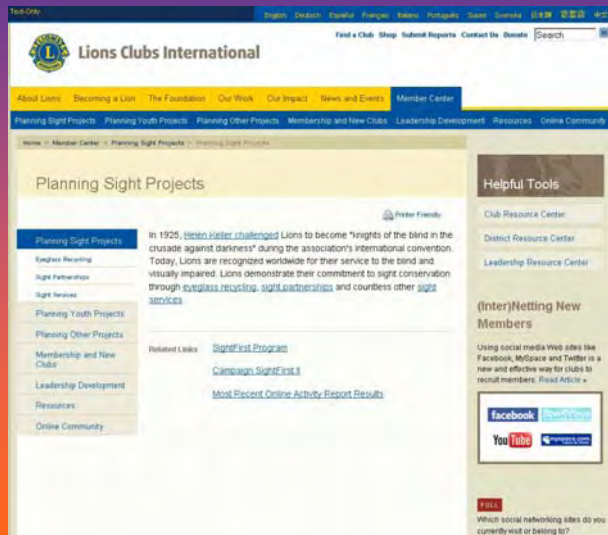 Text-Only
English Deutsch Español Français Italiano Português Suomi Svenska 日本語 한국어 中文
Find a Club Shop Submit Reports Contact Us Donate Search
Lions Clubs International
About Lions Becoming a Lion The Foundation Our Work Our Impact News and Events Member Center
Planning Sight Projects Planning Youth Projects Planning Other Projects Membership and New Clubs Leadership Development Resources Online Community
Home > Member Center > Planning Sight Projects > Planning Sight Projects
Planning Sight Projects
Printer Friendly
Planning Sight Projects
Eyeglass Recycling
Sight Partnerships
Sight Services
Planning Youth Projects
Planning Other Projects
Membership and New
Clubs
Leadership Development
Resources
Online Community
In 1925, Helen Keller challenged Lions to become "knights of the blind in the
crusade against darkness" during the association's international convention.
Today, Lions are recognized worldwide for their service to the blind and
visually impaired. Lions demonstrate their commitment to sight conservation
through eyeglass recycling, sight partnerships and countless other sight
services
Related Links
SightFirst Program
Campaign SightFirst II
Most Recent Online Activity Report Results
Helpful Tools
Club Resource Center
District Resource Center
Leadership Resource Center
(Inter)Netting New
Members
Using social media Web sites like
Facebook, MySpace and Twitter is a
new and effective way for clubs to
recruit members. Read Article »
facebook
YouTube myspace.com
POLL
Which social networking sites do you
currently visit or belong to?